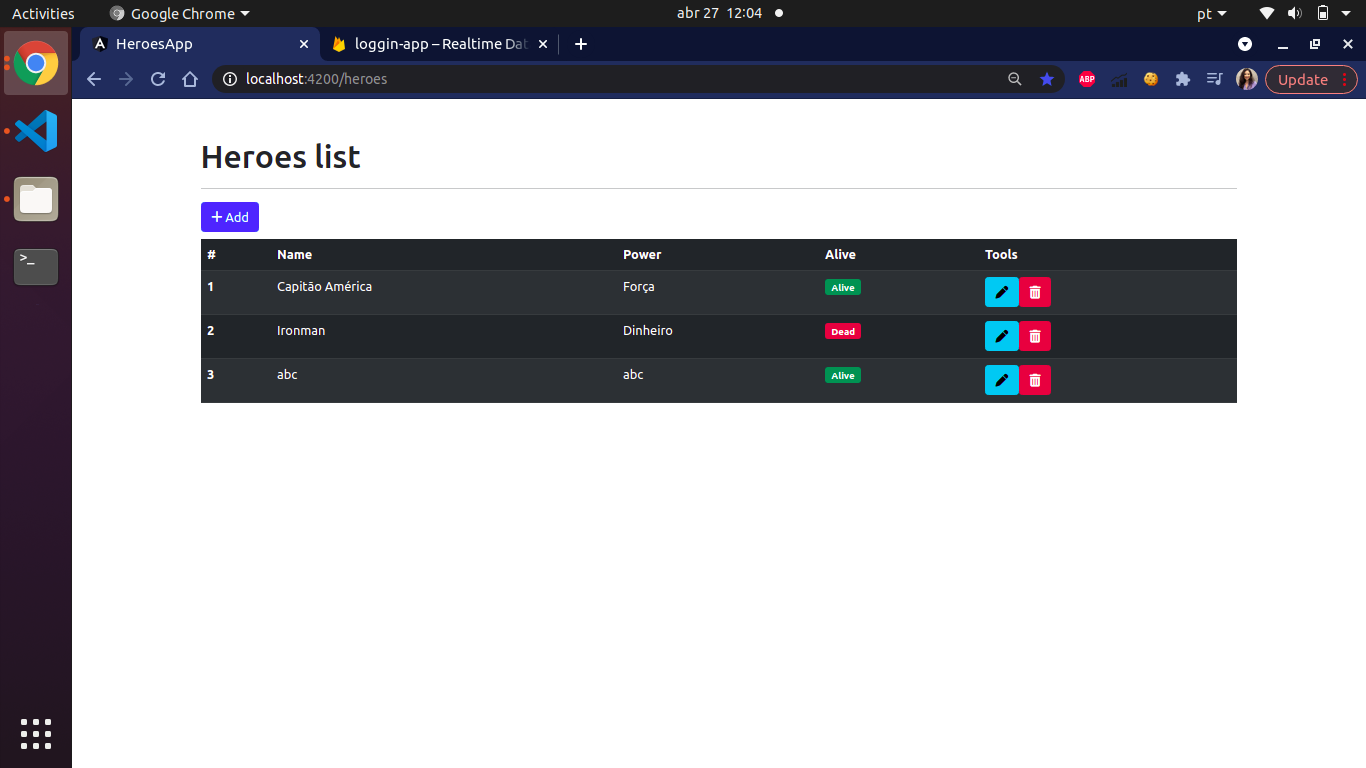 Activities Google Chrome abr 27 12:04 pt
HeroesApp loggin-app – Realtime Dat
localhost:4200/heroes ABP Update
Heroes list
+ Add
# Name Power Alive Tools
1 Capitão América Força Alive
2 Ironman Dinheiro Dead
3 abc abc Alive
>_